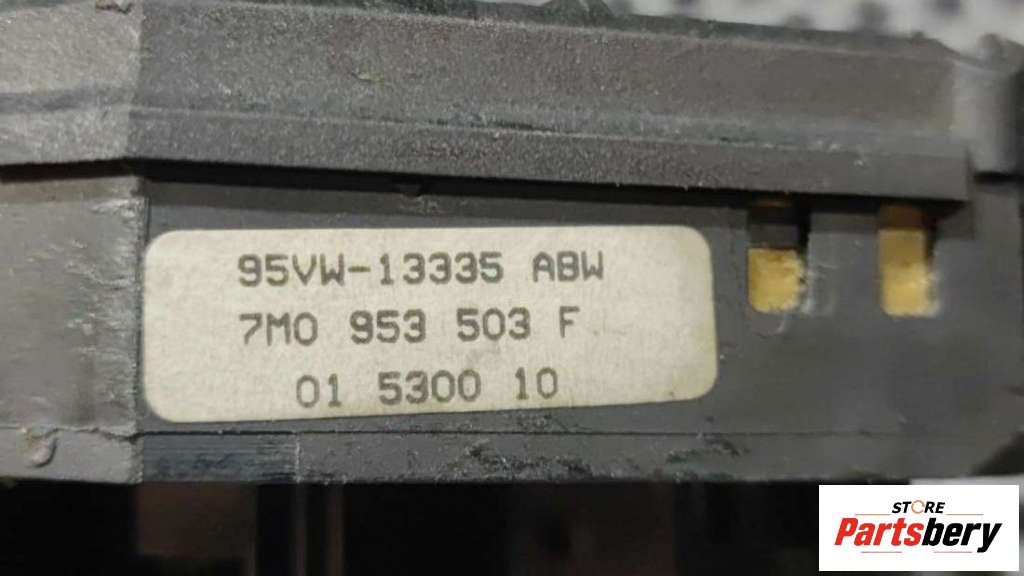 95VW-13335 ABW
7M0 953 503 F
01 5300 10
STORE
Partsbery